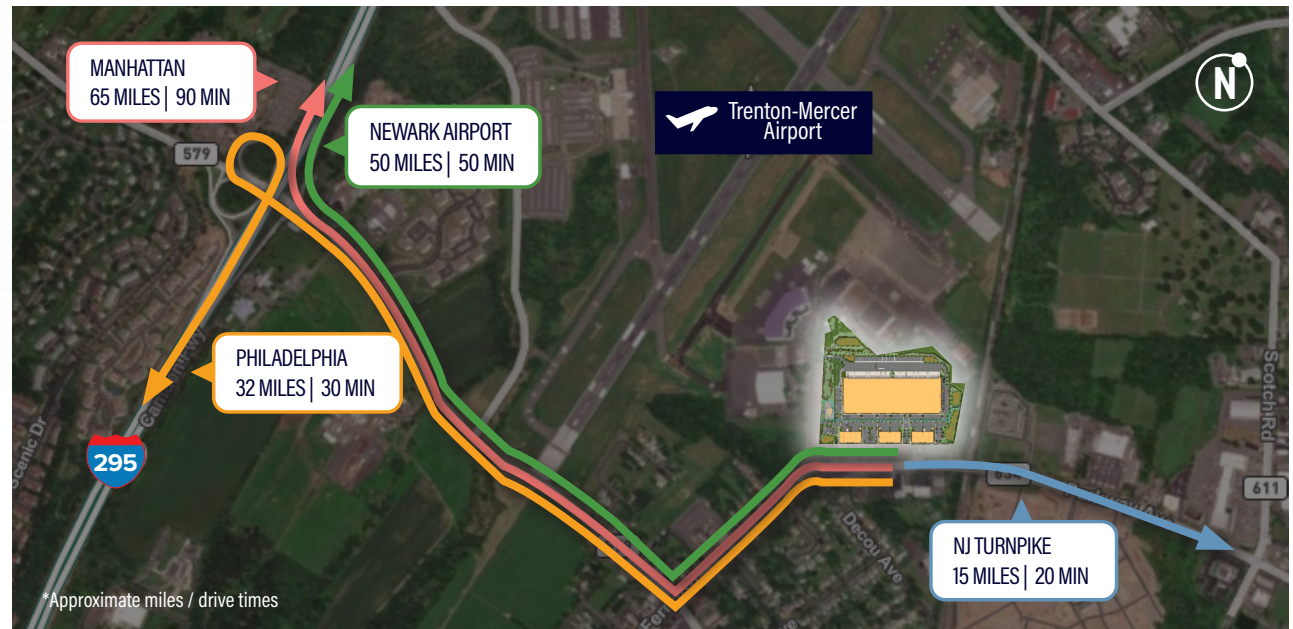 MANHATTAN
65 MILES | 90 MIN
579
NEWARK AIRPORT
50 MILES | 50 MIN
Trenton-Mercer
Airport
N
PHILADELPHIA
32 MILES | 30 MIN
Scenic Dr
295
Scotch Rd
611
Decou Ave
NJ TURNPIKE
15 MILES | 20 MIN
*Approximate miles / drive times